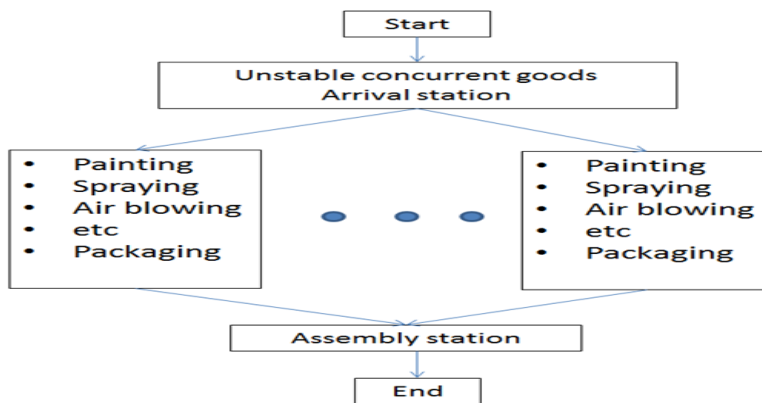 Start
Unstable concurrent goods
Arrival station
• Painting
• Spraying
• Air blowing
• etc
• Packaging
• Painting
• Spraying
• Air blowing
• etc
• Packaging
Assembly station
End